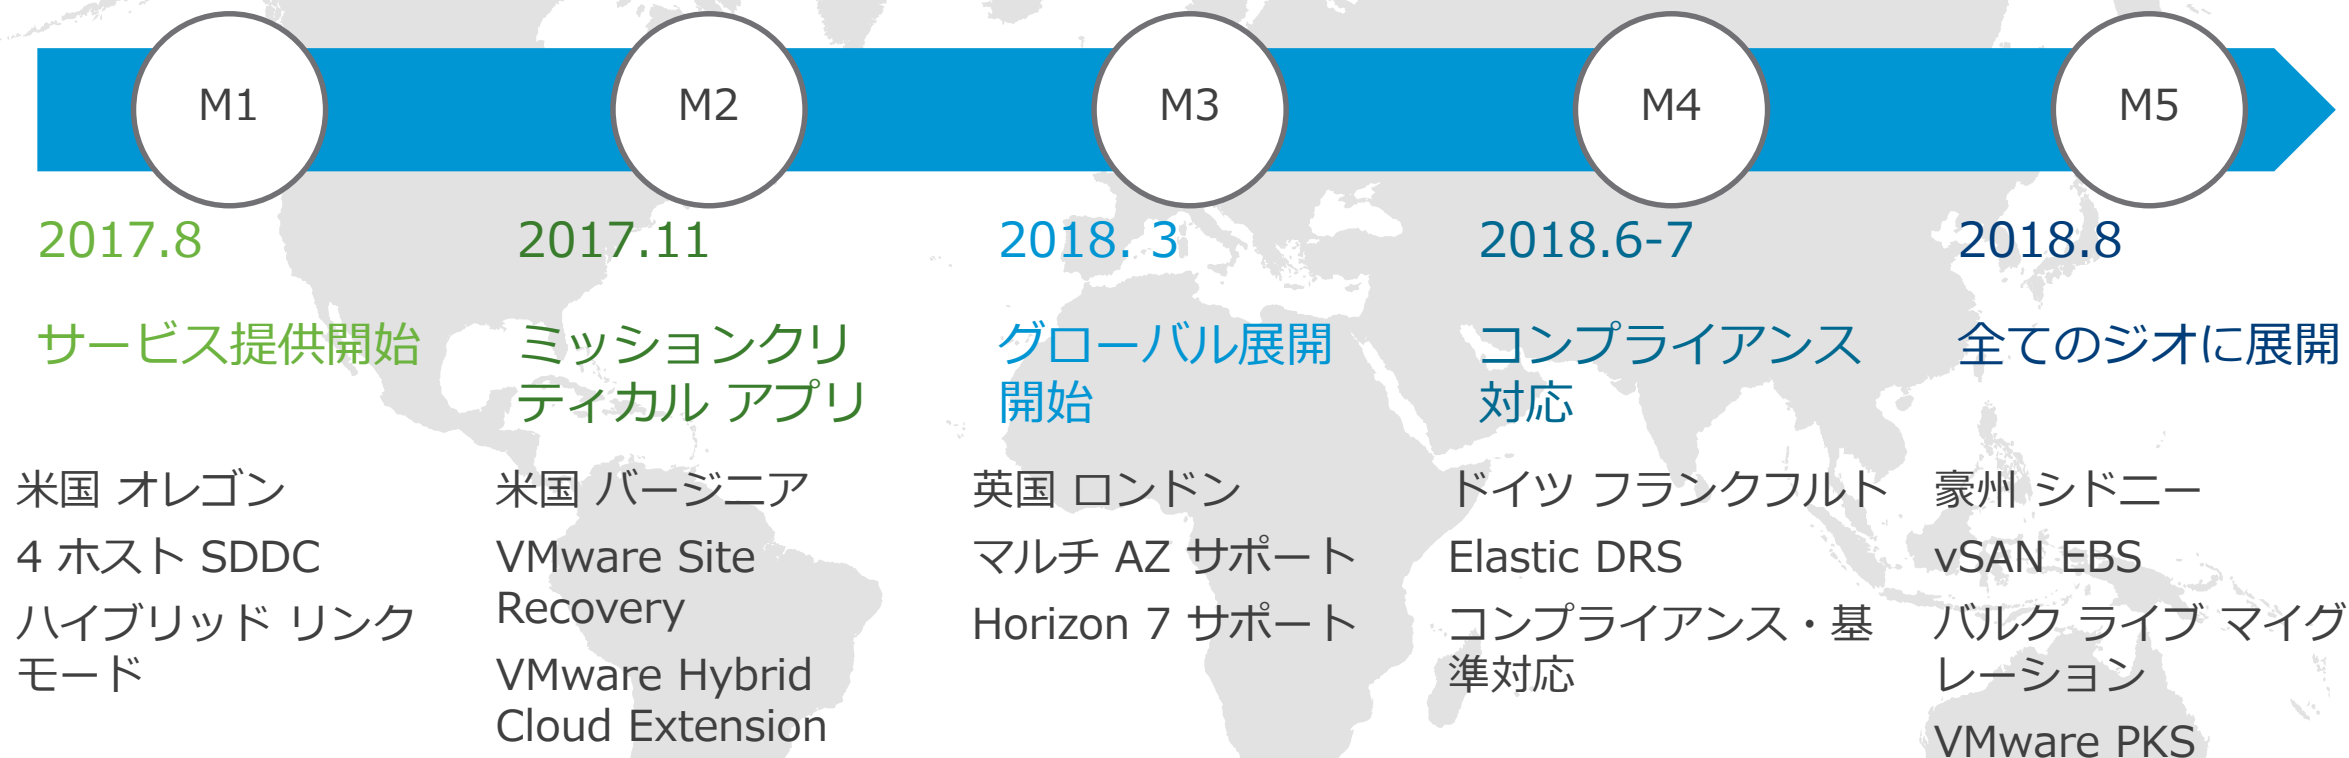 M1
M2
M3
M4
M5
2017.8
サービス提供開始
米国 オレゴン
4 ホスト SDDC
ハイブリッド リンク
モード
2017.11
ミッションクリ
ティカル アプリ
米国 バージニア
VMware Site
Recovery
VMware Hybrid
Cloud Extension
2018. 3
グローバル展開
開始
英国 ロンドン
マルチ AZ サポート
Horizon 7 サポート
2018.6-7
コンプライアンス
対応
ドイツ フランクフルト
Elastic DRS
コンプライアンス・基
準対応
2018.8
全てのジオに展開
豪州 シドニー
vSAN EBS
バルク ライブ マイグ
レーション
VMware PKS